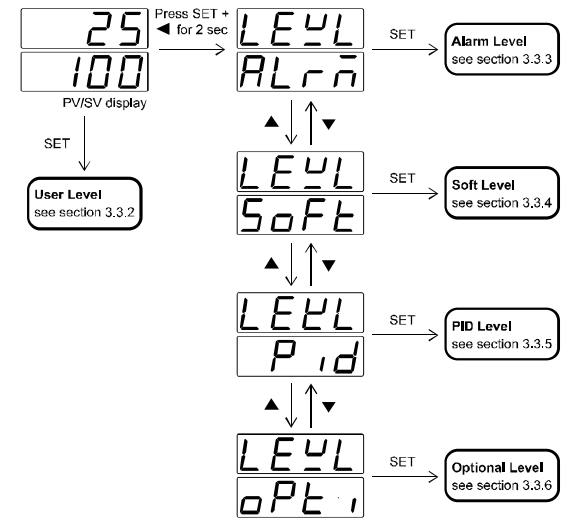 25
100
PV/SV display
Press SET +
◀ for 2 sec
SET
User Level
see section 3.3.2
LEVL
ALrm
SET
Alarm Level
see section 3.3.3
▲ ▼
LEVL
SoFt
SET
Soft Level
see section 3.3.4
▲ ▼
LEVL
Pid
SET
PID Level
see section 3.3.5
▲ ▼
LEVL
oPti
SET
Optional Level
see section 3.3.6